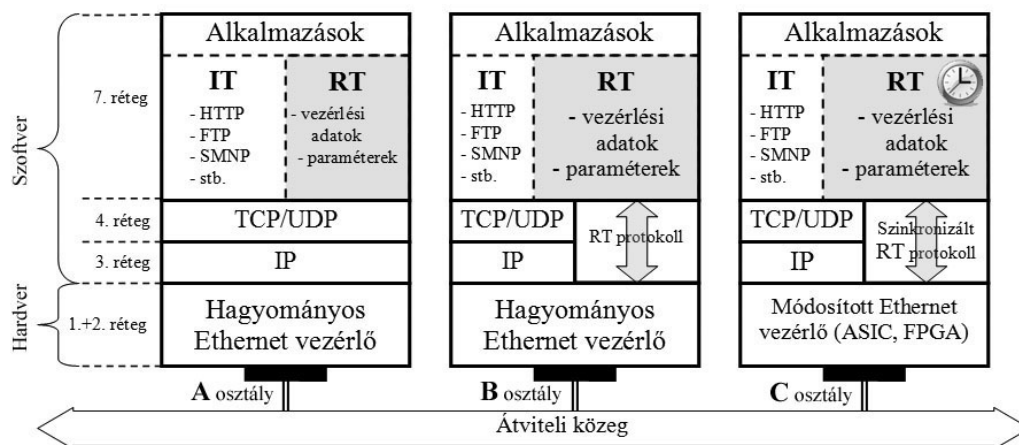 Szoftver
Hardver
7. réteg
4. réteg
3. réteg
1.+2. réteg
Alkalmazások
IT
- HTTP
- FTP
- SMNP
- stb.
RT
- vezérlési
adatok
- paraméterek
TCP/UDP
IP
Hagyományos
Ethernet vezérlő
A osztály
Alkalmazások
IT
- HTTP
- FTP
- SMNP
- stb.
RT
- vezérlési
adatok
- paraméterek
TCP/UDP
IP
RT protokoll
Hagyományos
Ethernet vezérlő
B osztály
Alkalmazások
IT
- HTTP
- FTP
- SMNP
- stb.
RT
- vezérlési
adatok
- paraméterek
TCP/UDP
IP
Szinkronizált
RT protokoll
Módosított Ethernet
vezérlő (ASIC, FPGA)
C osztály
Átviteli közeg